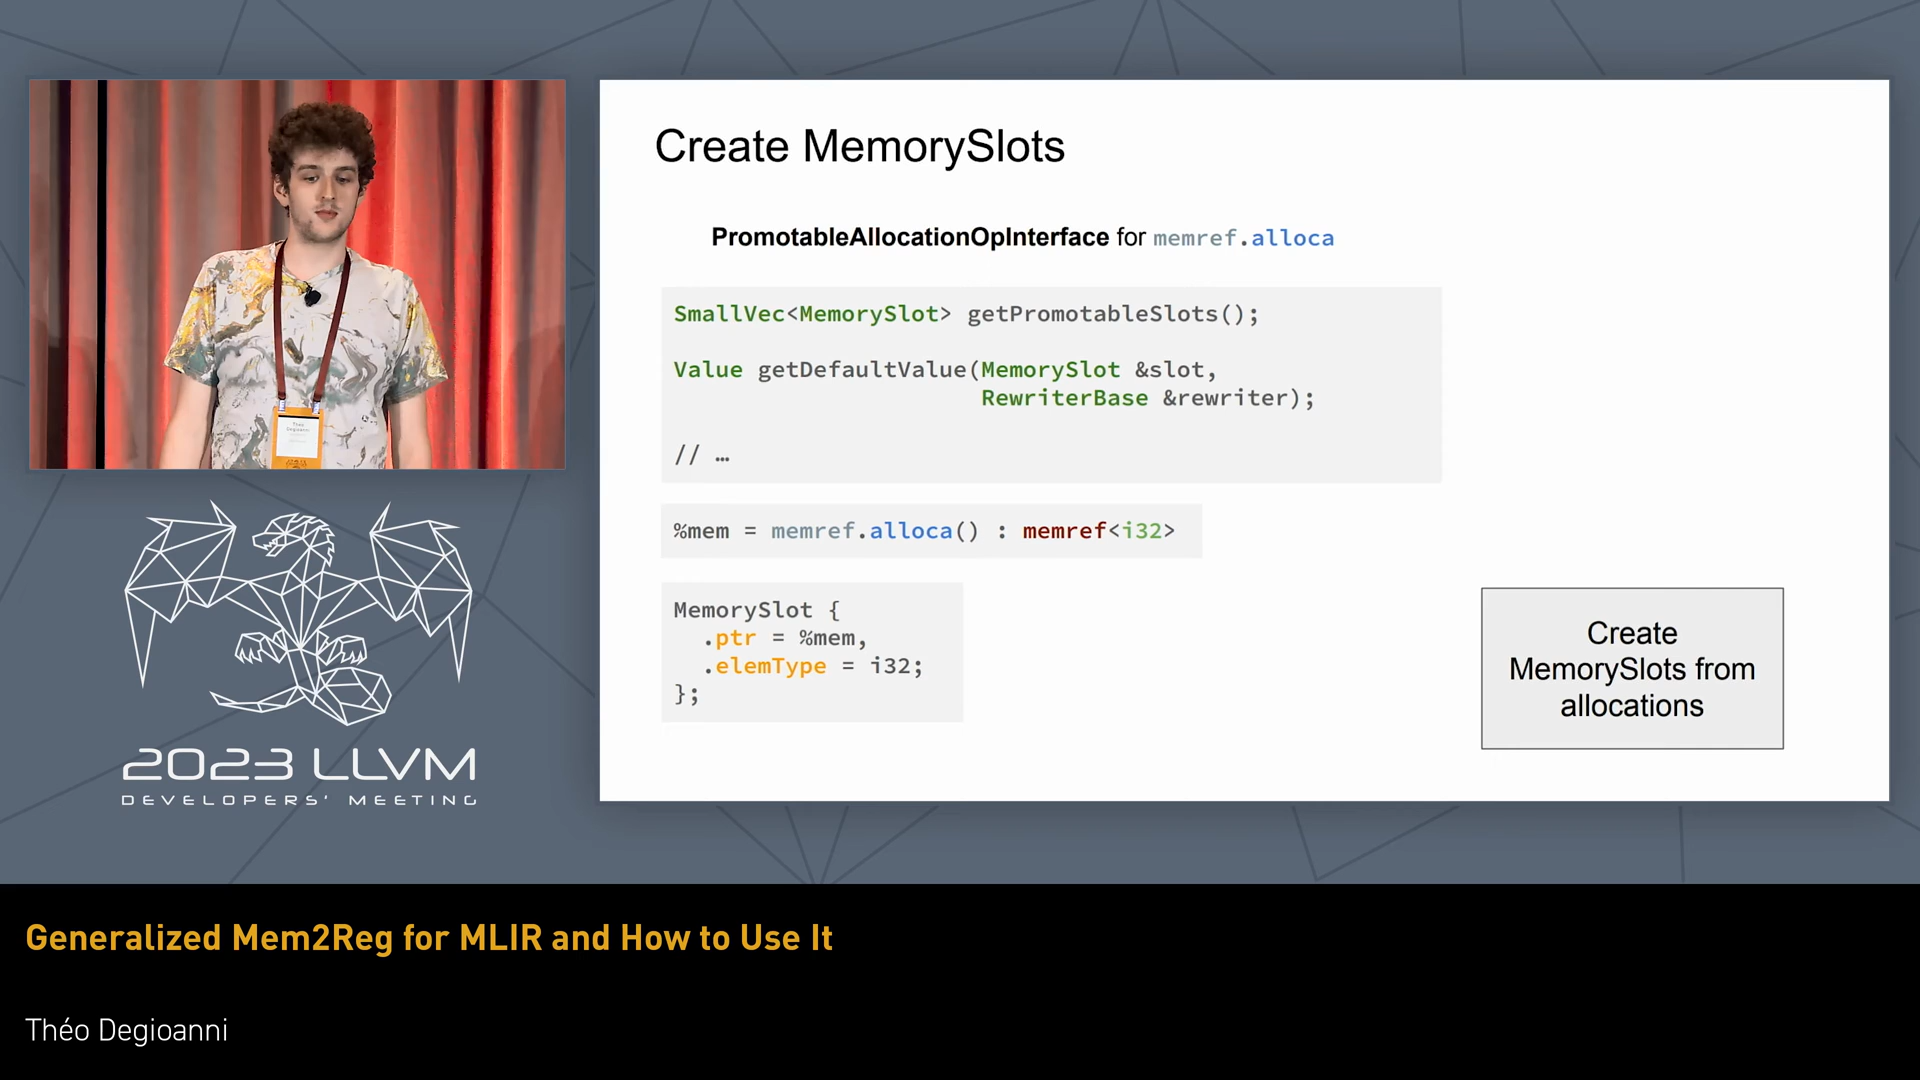 Create MemorySlots
PromotableAllocationOpInterface for memref.alloca
SmallVec<MemorySlot> getPromotableSlots();
Value getDefaultValue(MemorySlot &slot,
RewriterBase &rewriter);
// …
%mem = memref.alloca() : memref<i32>
MemorySlot {
.ptr = %mem,
.elemType = i32;
};
Create
MemorySlots from
allocations
Théo
Degioanni
2023 LLVM
DEVELOPERS' MEETING
Generalized Mem2Reg for MLIR and How to Use It
Théo Degioanni